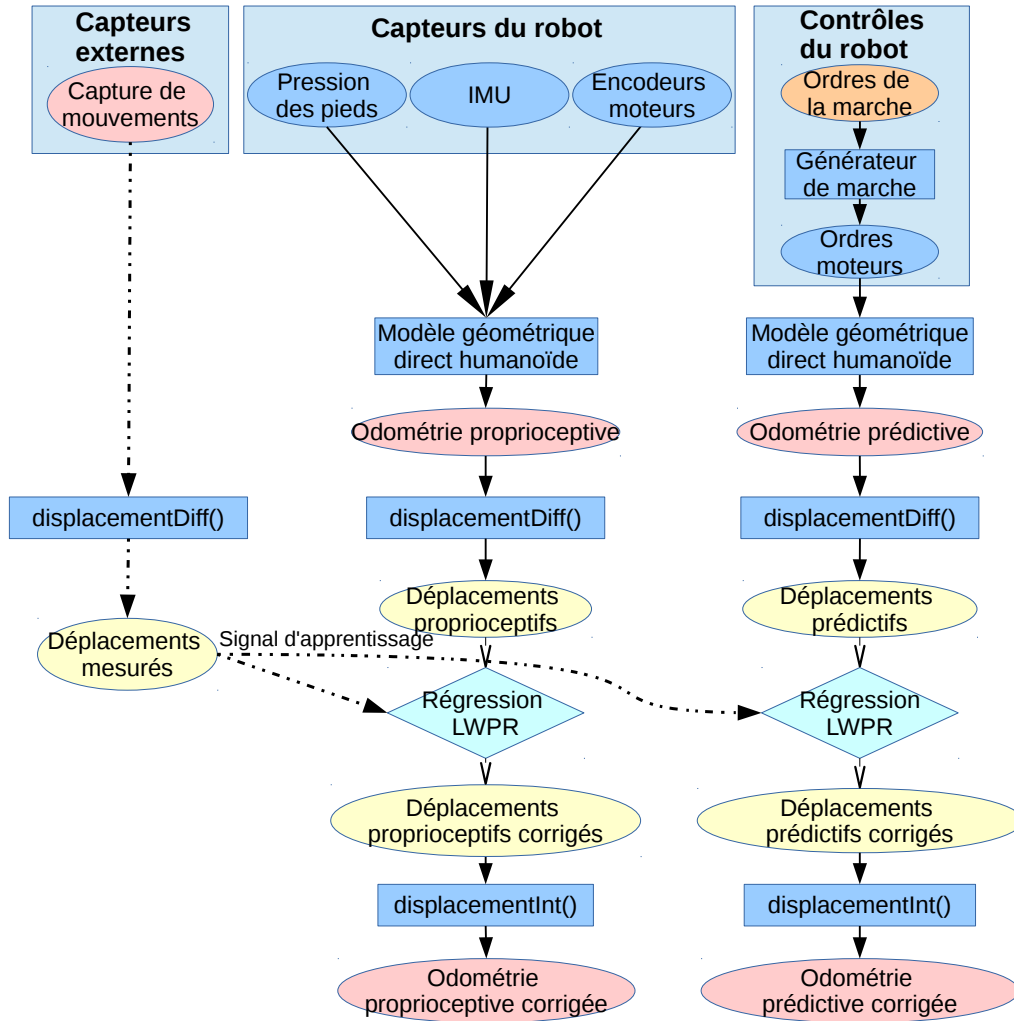 Capteurs
externes
Capture de
mouvements
Capteurs du robot
Pression
des pieds
IMU
Encodeurs
moteurs
Contrôles
du robot
Ordres de
la marche
Générateur
de marche
Ordres
moteurs
Modèle géométrique
direct humanoïde
Modèle géométrique
direct humanoïde
Odométrie proprioceptive
Odométrie prédictive
displacementDiff()
displacementDiff()
displacementDiff()
Déplacements
mesurés
Signal d'apprentissage
Déplacements
proprioceptifs
Déplacements
prédictifs
Régression
LWPR
Régression
LWPR
Déplacements
proprioceptifs corrigés
Déplacements
prédictifs corrigés
displacementInt()
displacementInt()
Odométrie
proprioceptive corrigée
Odométrie
prédictive corrigée